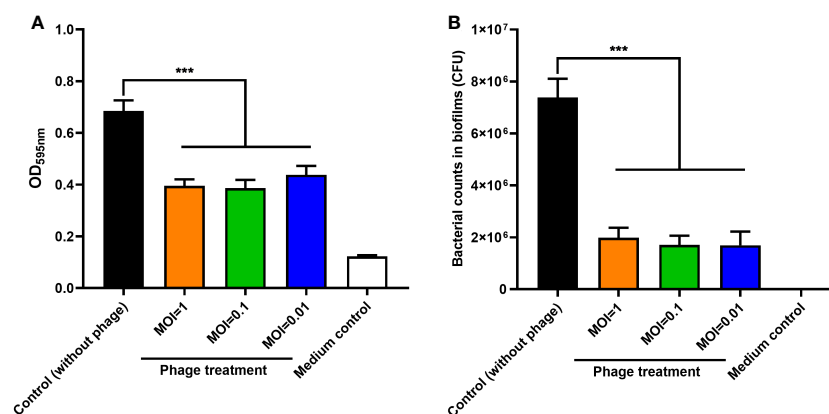 A
1.0
0.8
0.6
0.4
0.2
0.0
OD595nm
***
Control (without phage)
MOI=1
MOI=0.1
MOI=0.01
Medium control
Phage treatment
B
1×10⁷
8×10⁶
6×10⁶
4×10⁶
2×10⁶
0
Bacterial counts in biofilms (CFU)
***
Control (without phage)
MOI=1
MOI=0.1
MOI=0.01
Medium control
Phage treatment